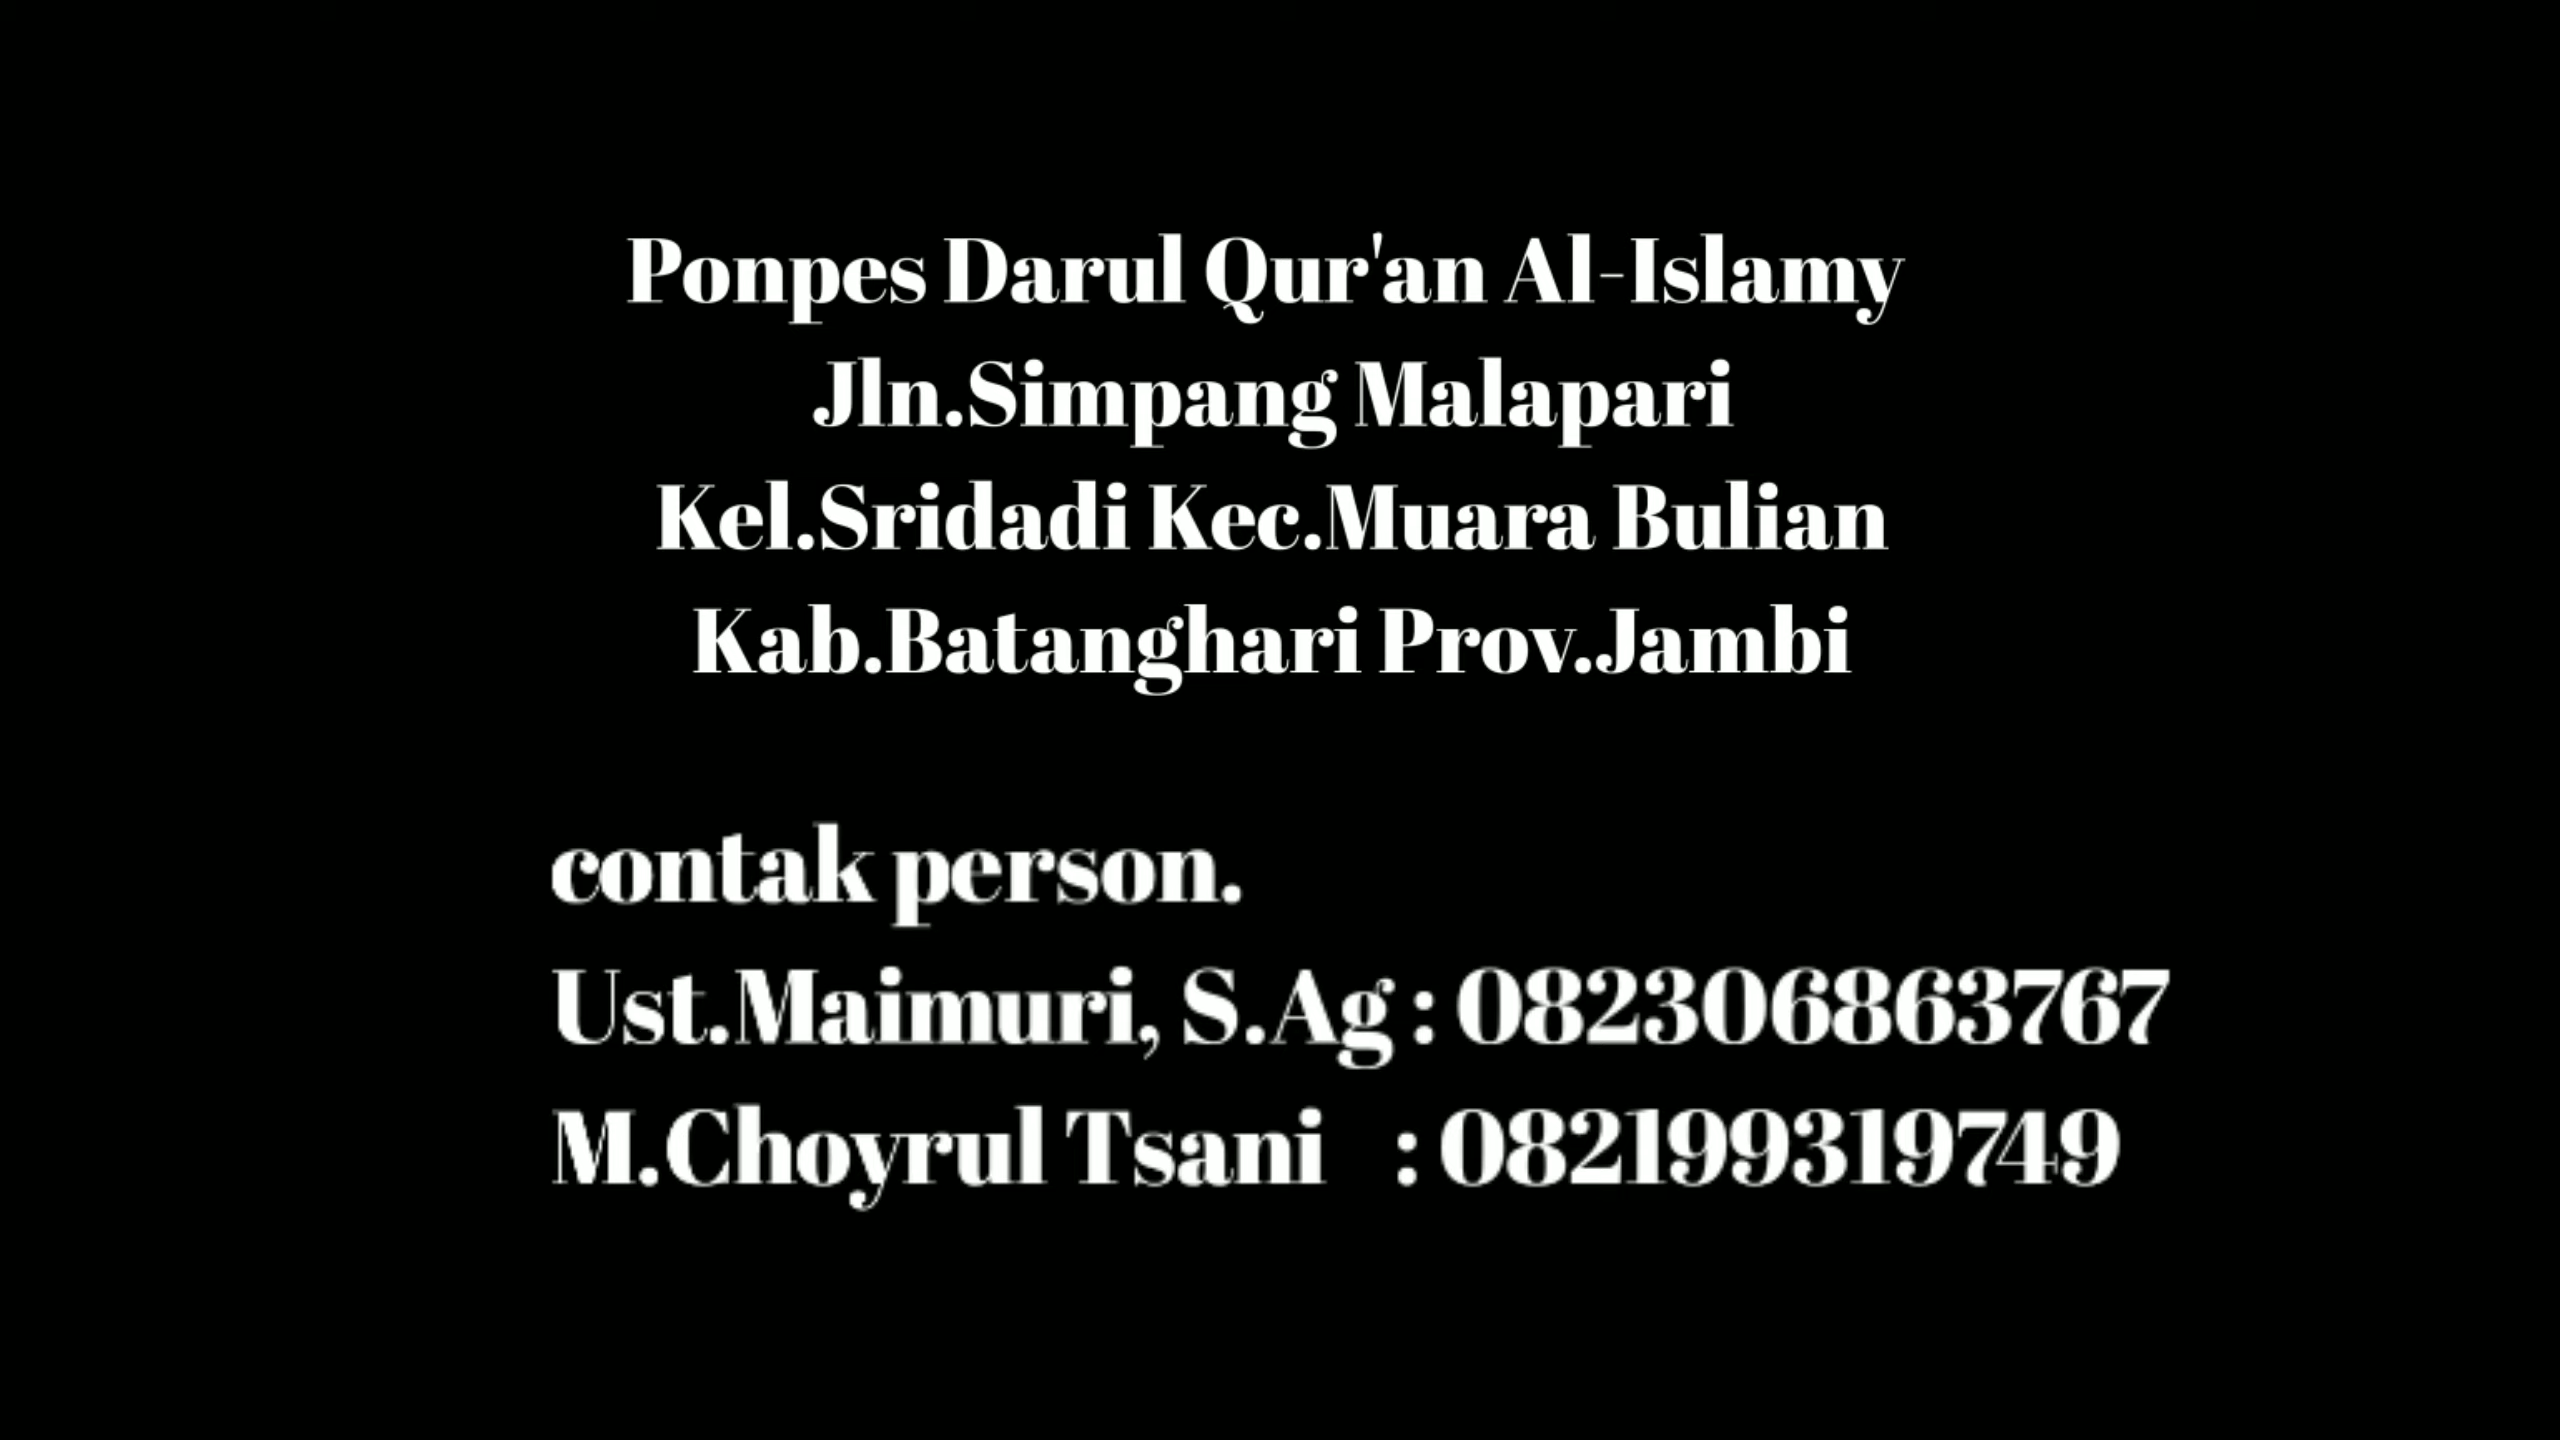 Ponpes Darul Qur'an Al-Islamy
Jln.Simpang Malapari
Kel.Sridadi Kec.Muara Bulian
Kab.Batanghari Prov.Jambi
contak person.
Ust.Maimuri, S.Ag : 082306863767
M.Choyrul Tsani : 082199319749